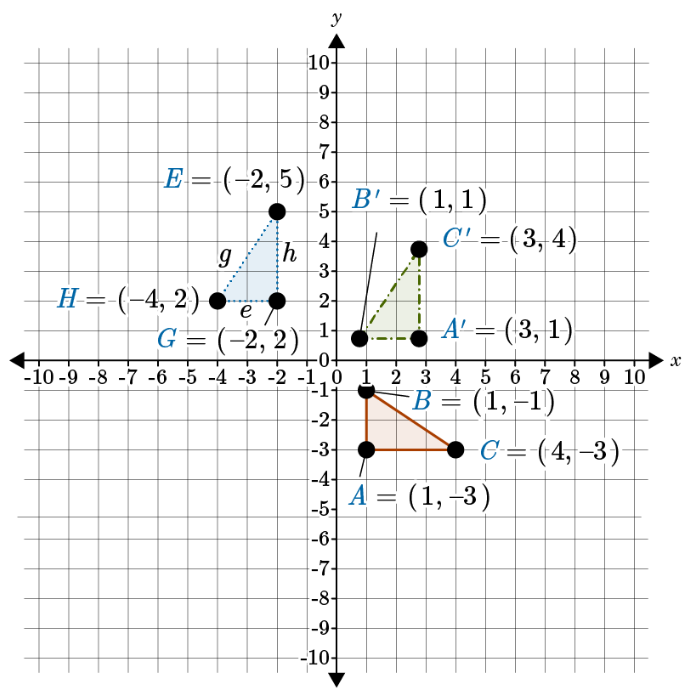 y
10
9
8
7
6
E = (−2, 5)
B′ = (1, 1)
5
g
h
4
C′ = (3, 4)
3
H = (−4, 2)
e
2
G = (−2, 2)
1
A′ = (3, 1)
0
x
-10 -9 -8 -7 -6 -5 -4 -3 -2 -1 0 1 2 3 4 5 6 7 8 9 10
-1
B = (1, −1)
-2
-3
C = (4, −3)
-4
A = (1, −3)
-5
-6
-7
-8
-9
-10